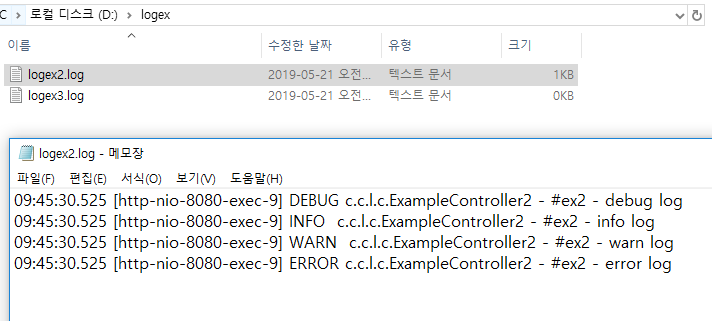 C > 로컬 디스크 (D:) > logex
이름 수정한 날짜 유형 크기
logex2.log 2019-05-21 오전... 텍스트 문서 1KB
logex3.log 2019-05-21 오전... 텍스트 문서 0KB
logex2.log - 메모장
파일(F) 편집(E) 서식(O) 보기(V) 도움말(H)
09:45:30.525 [http-nio-8080-exec-9] DEBUG c.c.l.c.ExampleController2 - #ex2 - debug log
09:45:30.525 [http-nio-8080-exec-9] INFO  c.c.l.c.ExampleController2 - #ex2 - info log
09:45:30.525 [http-nio-8080-exec-9] WARN  c.c.l.c.ExampleController2 - #ex2 - warn log
09:45:30.525 [http-nio-8080-exec-9] ERROR c.c.l.c.ExampleController2 - #ex2 - error log